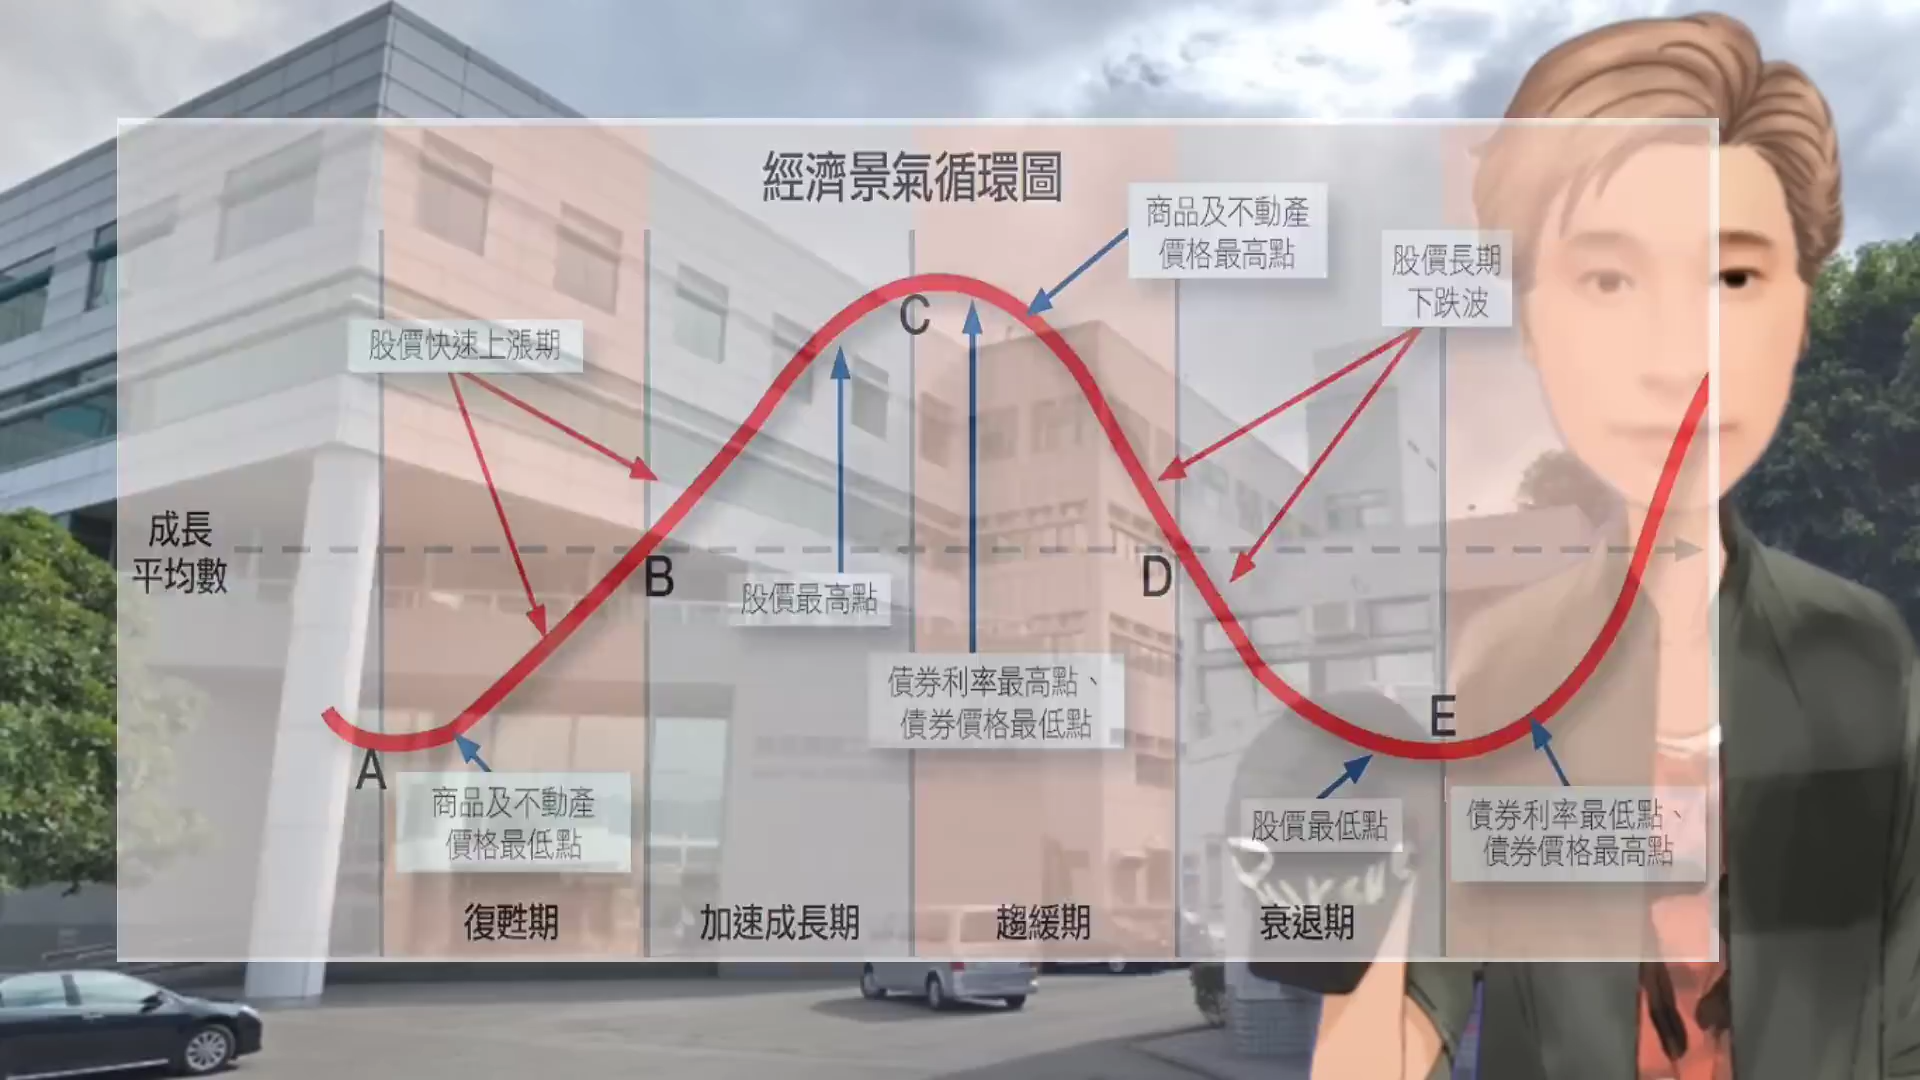 經濟景氣循環圖
商品及不動產
價格最高點
股價長期
下跌波
股價快速上漲期
C
成長
平均數
B
D
股價最高點
債券利率最高點、
債券價格最低點
A
E
商品及不動產
價格最低點
股價最低點
債券利率最低點、
債券價格最高點
復甦期
加速成長期
趨緩期
衰退期